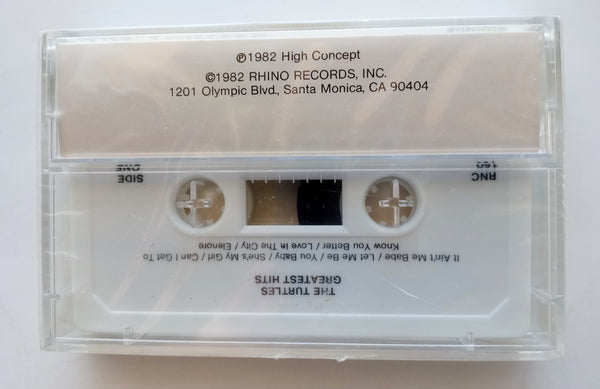 ℗1982 High Concept
©1982 RHINO RECORDS, INC.
1201 Olympic Blvd., Santa Monica, CA 90404
THE TURTLES
GREATEST HITS
It Ain't Me Babe / Let Me Be / You Baby / She's My Girl / Can I Get To
Know You Better / Love in The City / Elenore
SIDE
ONE
RNC
160